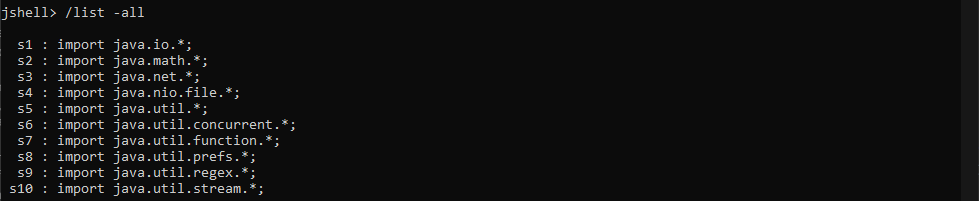 jshell> /list -all
s1 : import java.io.*;
s2 : import java.math.*;
s3 : import java.net.*;
s4 : import java.nio.file.*;
s5 : import java.util.*;
s6 : import java.util.concurrent.*;
s7 : import java.util.function.*;
s8 : import java.util.prefs.*;
s9 : import java.util.regex.*;
s10 : import java.util.stream.*;